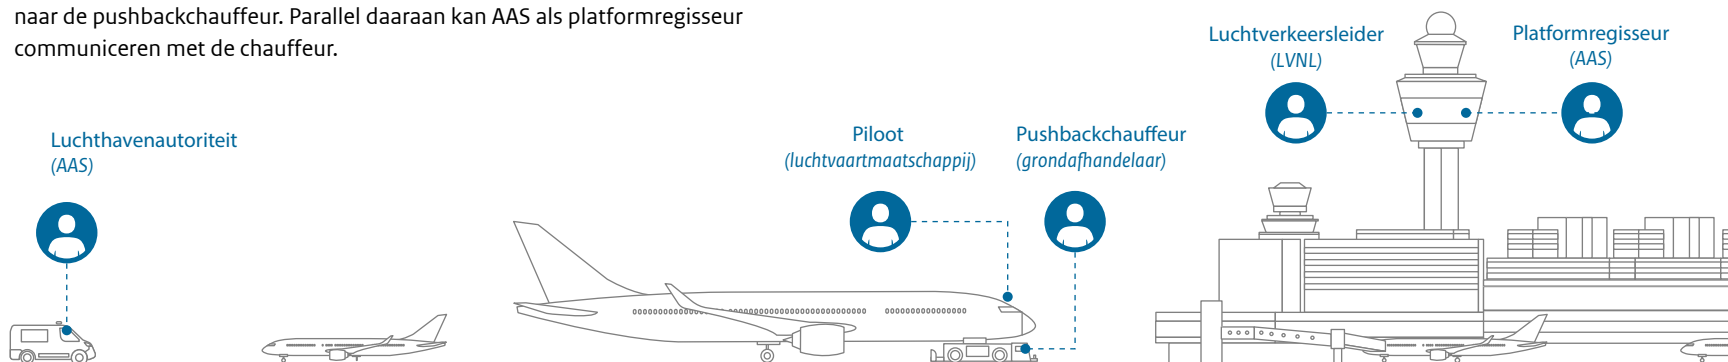 naar de pushbackchauffeur. Parallel daaraan kan AAS als platformregisseur
communiceren met de chauffeur.
Luchtverkeersleider
(LVNL)
Platformregisseur
(AAS)
Luchthavenautoriteit
(AAS)
Piloot
(luchtvaartmaatschappij)
Pushbackchauffeur
(grondafhandelaar)